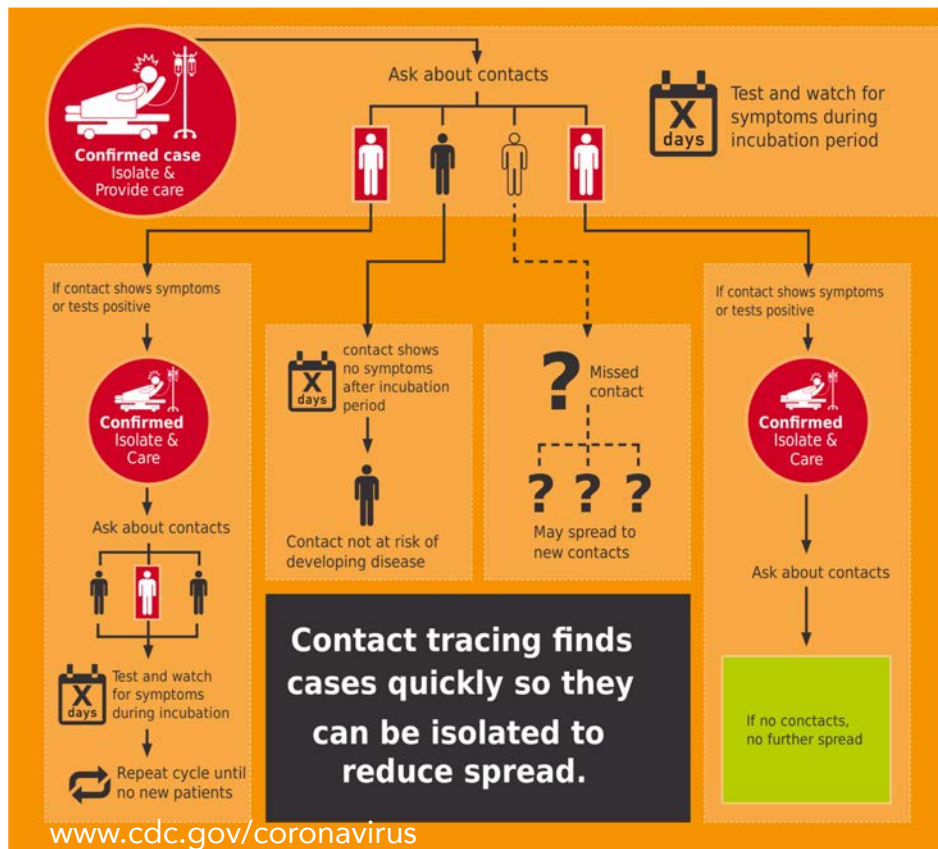 Confirmed case
Isolate &
Provide care
Ask about contacts
X
days
Test and watch for
symptoms during
incubation period
If contact shows symptoms
or tests positive
Confirmed
Isolate &
Care
Ask about contacts
X
days
Test and watch
for symptoms
during incubation
Repeat cycle until
no new patients
X
days
contact shows
no symptoms
after incubation
period
Contact not at risk of
developing disease
?
Missed
contact
? ? ?
May spread to
new contacts
If contact shows symptoms
or tests positive
Confirmed
Isolate &
Care
Ask about contacts
If no conctacts,
no further spread
Contact tracing finds
cases quickly so they
can be isolated to
reduce spread.
www.cdc.gov/coronavirus